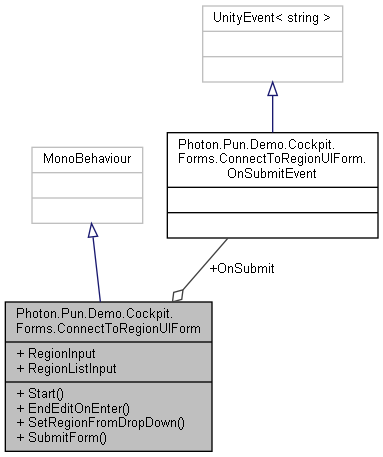 UnityEvent< string >
Photon.Pun.Demo.Cockpit.
Forms.ConnectToRegionUIForm.
OnSubmitEvent
MonoBehaviour
+OnSubmit
Photon.Pun.Demo.Cockpit.
Forms.ConnectToRegionUIForm
+ RegionInput
+ RegionListInput
+ Start()
+ EndEditOnEnter()
+ SetRegionFromDropDown()
+ SubmitForm()